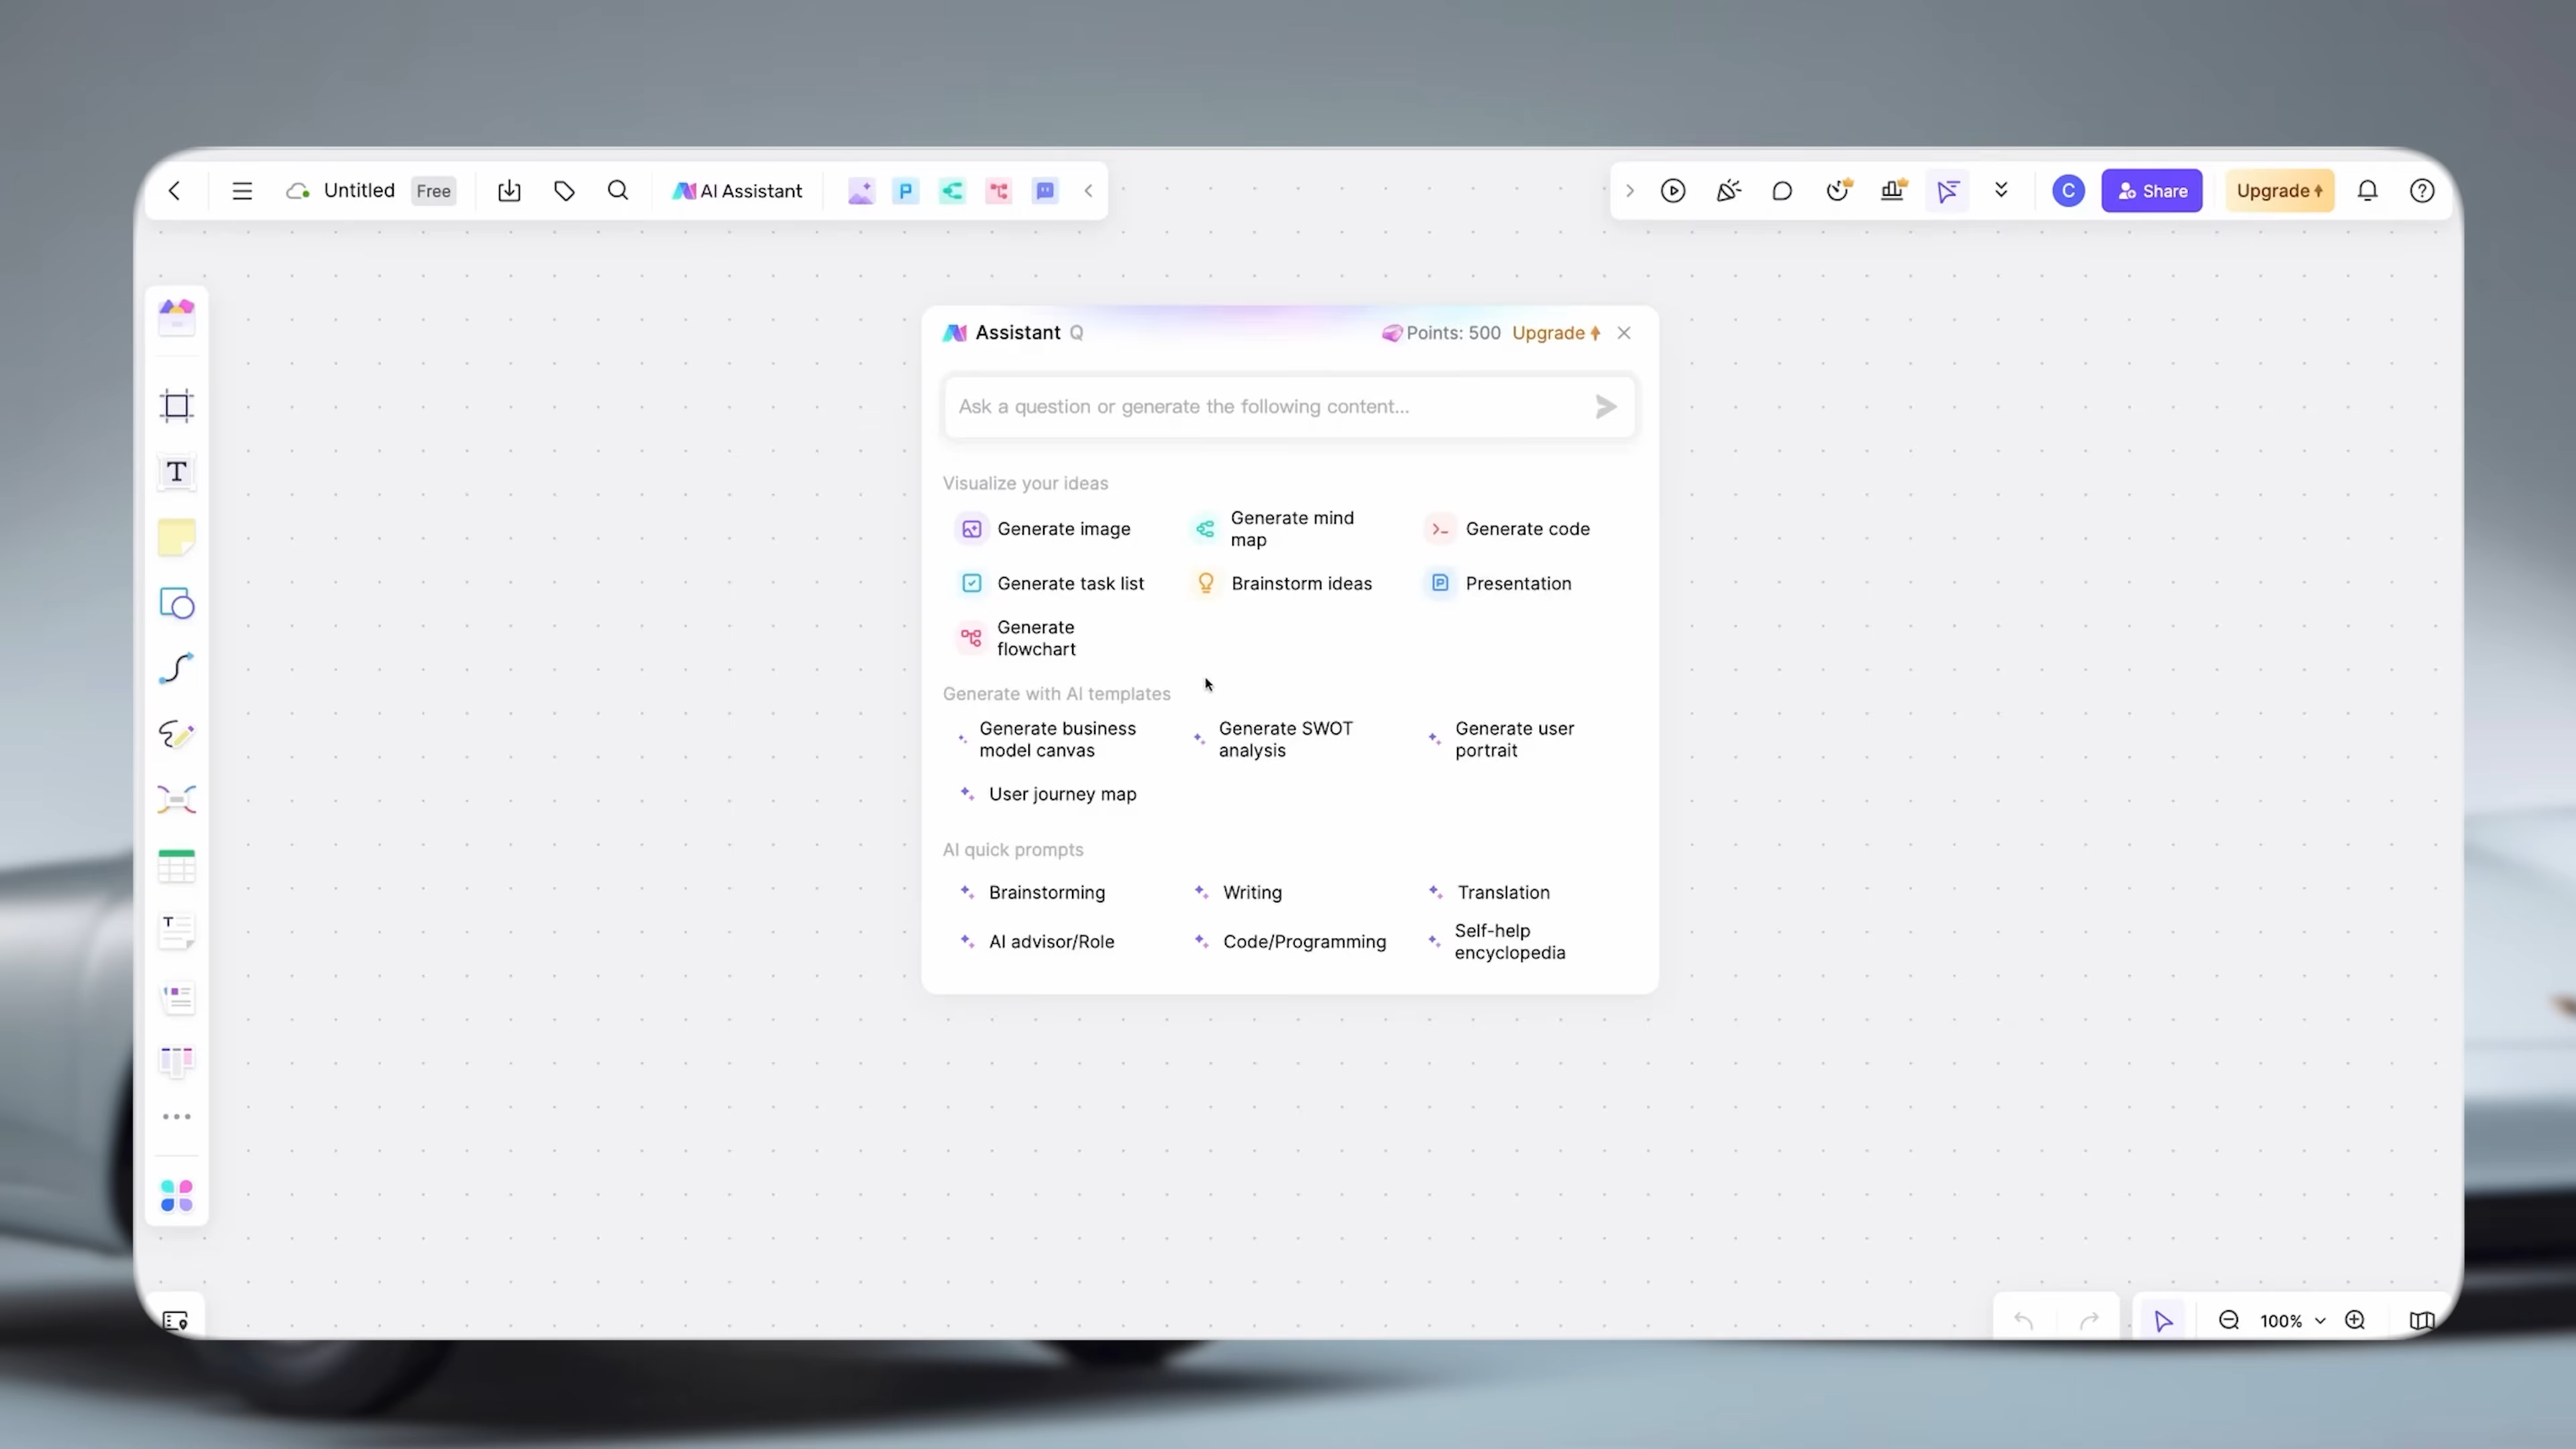 Untitled Free AI Assistant
C Share Upgrade
Assistant Points: 500 Upgrade
Ask a question or generate the following content...
Visualize your ideas
Generate image
Generate mind
map
Generate code
Generate task list
Brainstorm ideas
Presentation
Generate
flowchart
Generate with AI templates
Generate business
model canvas
Generate SWOT
analysis
Generate user
portrait
User journey map
AI quick prompts
Brainstorming
Writing
Translation
AI advisor/Role
Code/Programming
Self-help
encyclopedia
100%